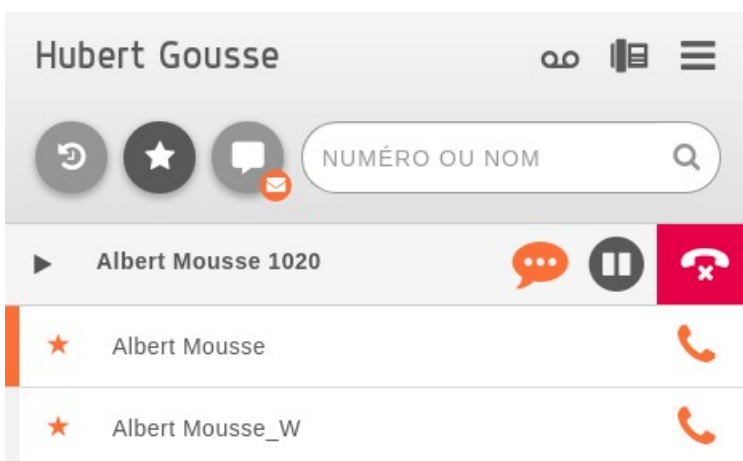 Hubert Gousse
NUMÉRO OU NOM
Albert Mousse 1020
Albert Mousse
Albert Mousse_W